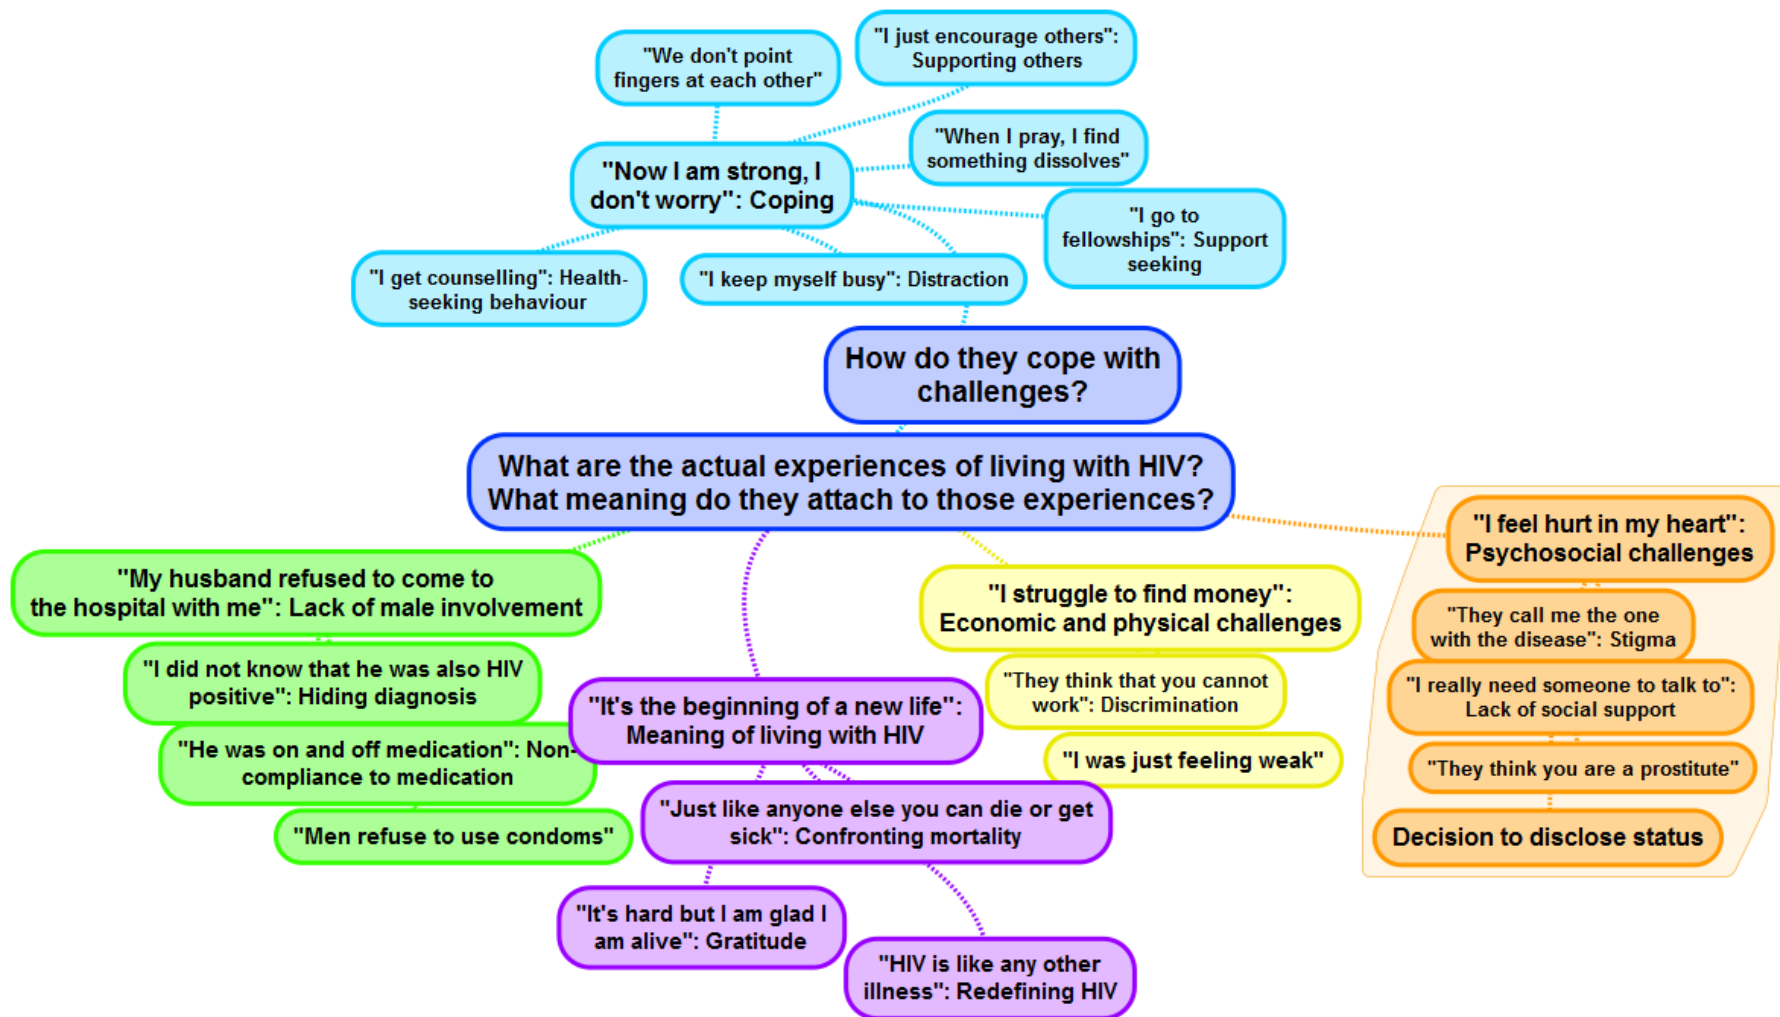 "We don't point
fingers at each other"
"I just encourage others":
Supporting others
"When I pray, I find
something dissolves"
"Now I am strong, I
don't worry": Coping
"I go to
fellowships": Support
seeking
"I get counselling": Health-
seeking behaviour
"I keep myself busy": Distraction
How do they cope with
challenges?
What are the actual experiences of living with HIV?
What meaning do they attach to those experiences?
"My husband refused to come to
the hospital with me": Lack of male involvement
"I did not know that he was also HIV
positive": Hiding diagnosis
"He was on and off medication": Non-
compliance to medication
"Men refuse to use condoms"
"It's the beginning of a new life":
Meaning of living with HIV
"Just like anyone else you can die or get
sick": Confronting mortality
"It's hard but I am glad I
am alive": Gratitude
"HIV is like any other
illness": Redefining HIV
"I struggle to find money":
Economic and physical challenges
"They think that you cannot
work": Discrimination
"I was just feeling weak"
"I feel hurt in my heart":
Psychosocial challenges
"They call me the one
with the disease": Stigma
"I really need someone to talk to":
Lack of social support
"They think you are a prostitute"
Decision to disclose status